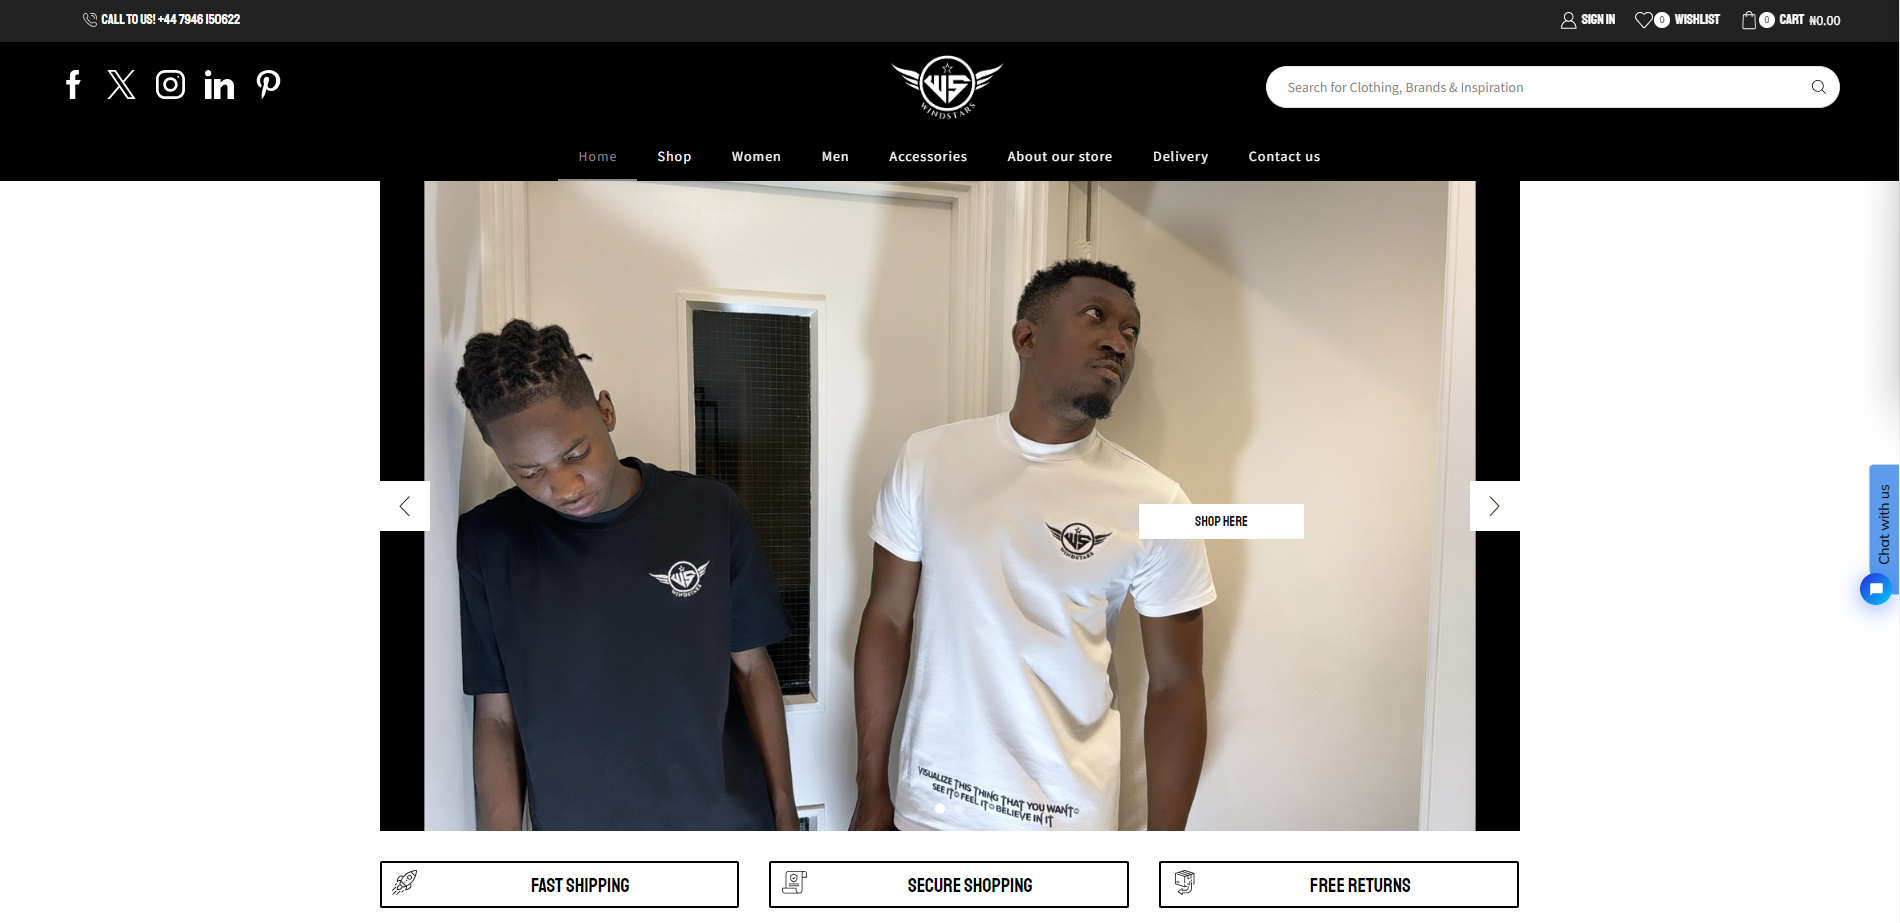 CALL TO US! +44 7946 150622
SIGN IN
0
WISHLIST
0
CART ₦0.00
WS
WINDSTARS
Search for Clothing, Brands & Inspiration
Home
Shop
Women
Men
Accessories
About our store
Delivery
Contact us
SHOP HERE
WS
WINDSTARS
WS
WINDSTARS
VISUALIZE THIS THING THAT YOU WANT
SEE IT FEEL IT BELIEVE IN IT
Chat with us
FAST SHIPPING
SECURE SHOPPING
FREE RETURNS